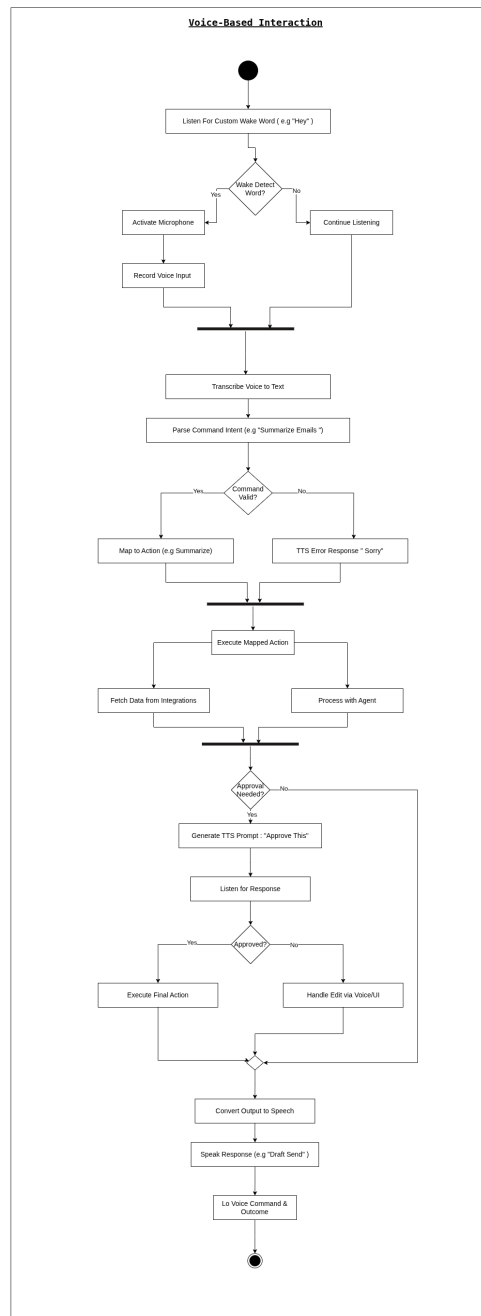 Voice-Based Interaction
Listen For Custom Wake Word ( e.g "Hey" )
Wake Detect
Word?
Yes
No
Activate Microphone
Continue Listening
Record Voice Input
Transcribe Voice to Text
Parse Command Intent (e.g "Summarize Emails ")
Command
Valid?
Yes
No
Map to Action (e.g Summarize)
TTS Error Response " Sorry"
Execute Mapped Action
Fetch Data from Integrations
Process with Agent
Approval
Needed?
No
Yes
Generate TTS Prompt : "Approve This"
Listen for Response
Approved?
Yes
No
Execute Final Action
Handle Edit via Voice/UI
Convert Output to Speech
Speak Response (e.g "Draft Send" )
Lo Voice Command &
Outcome